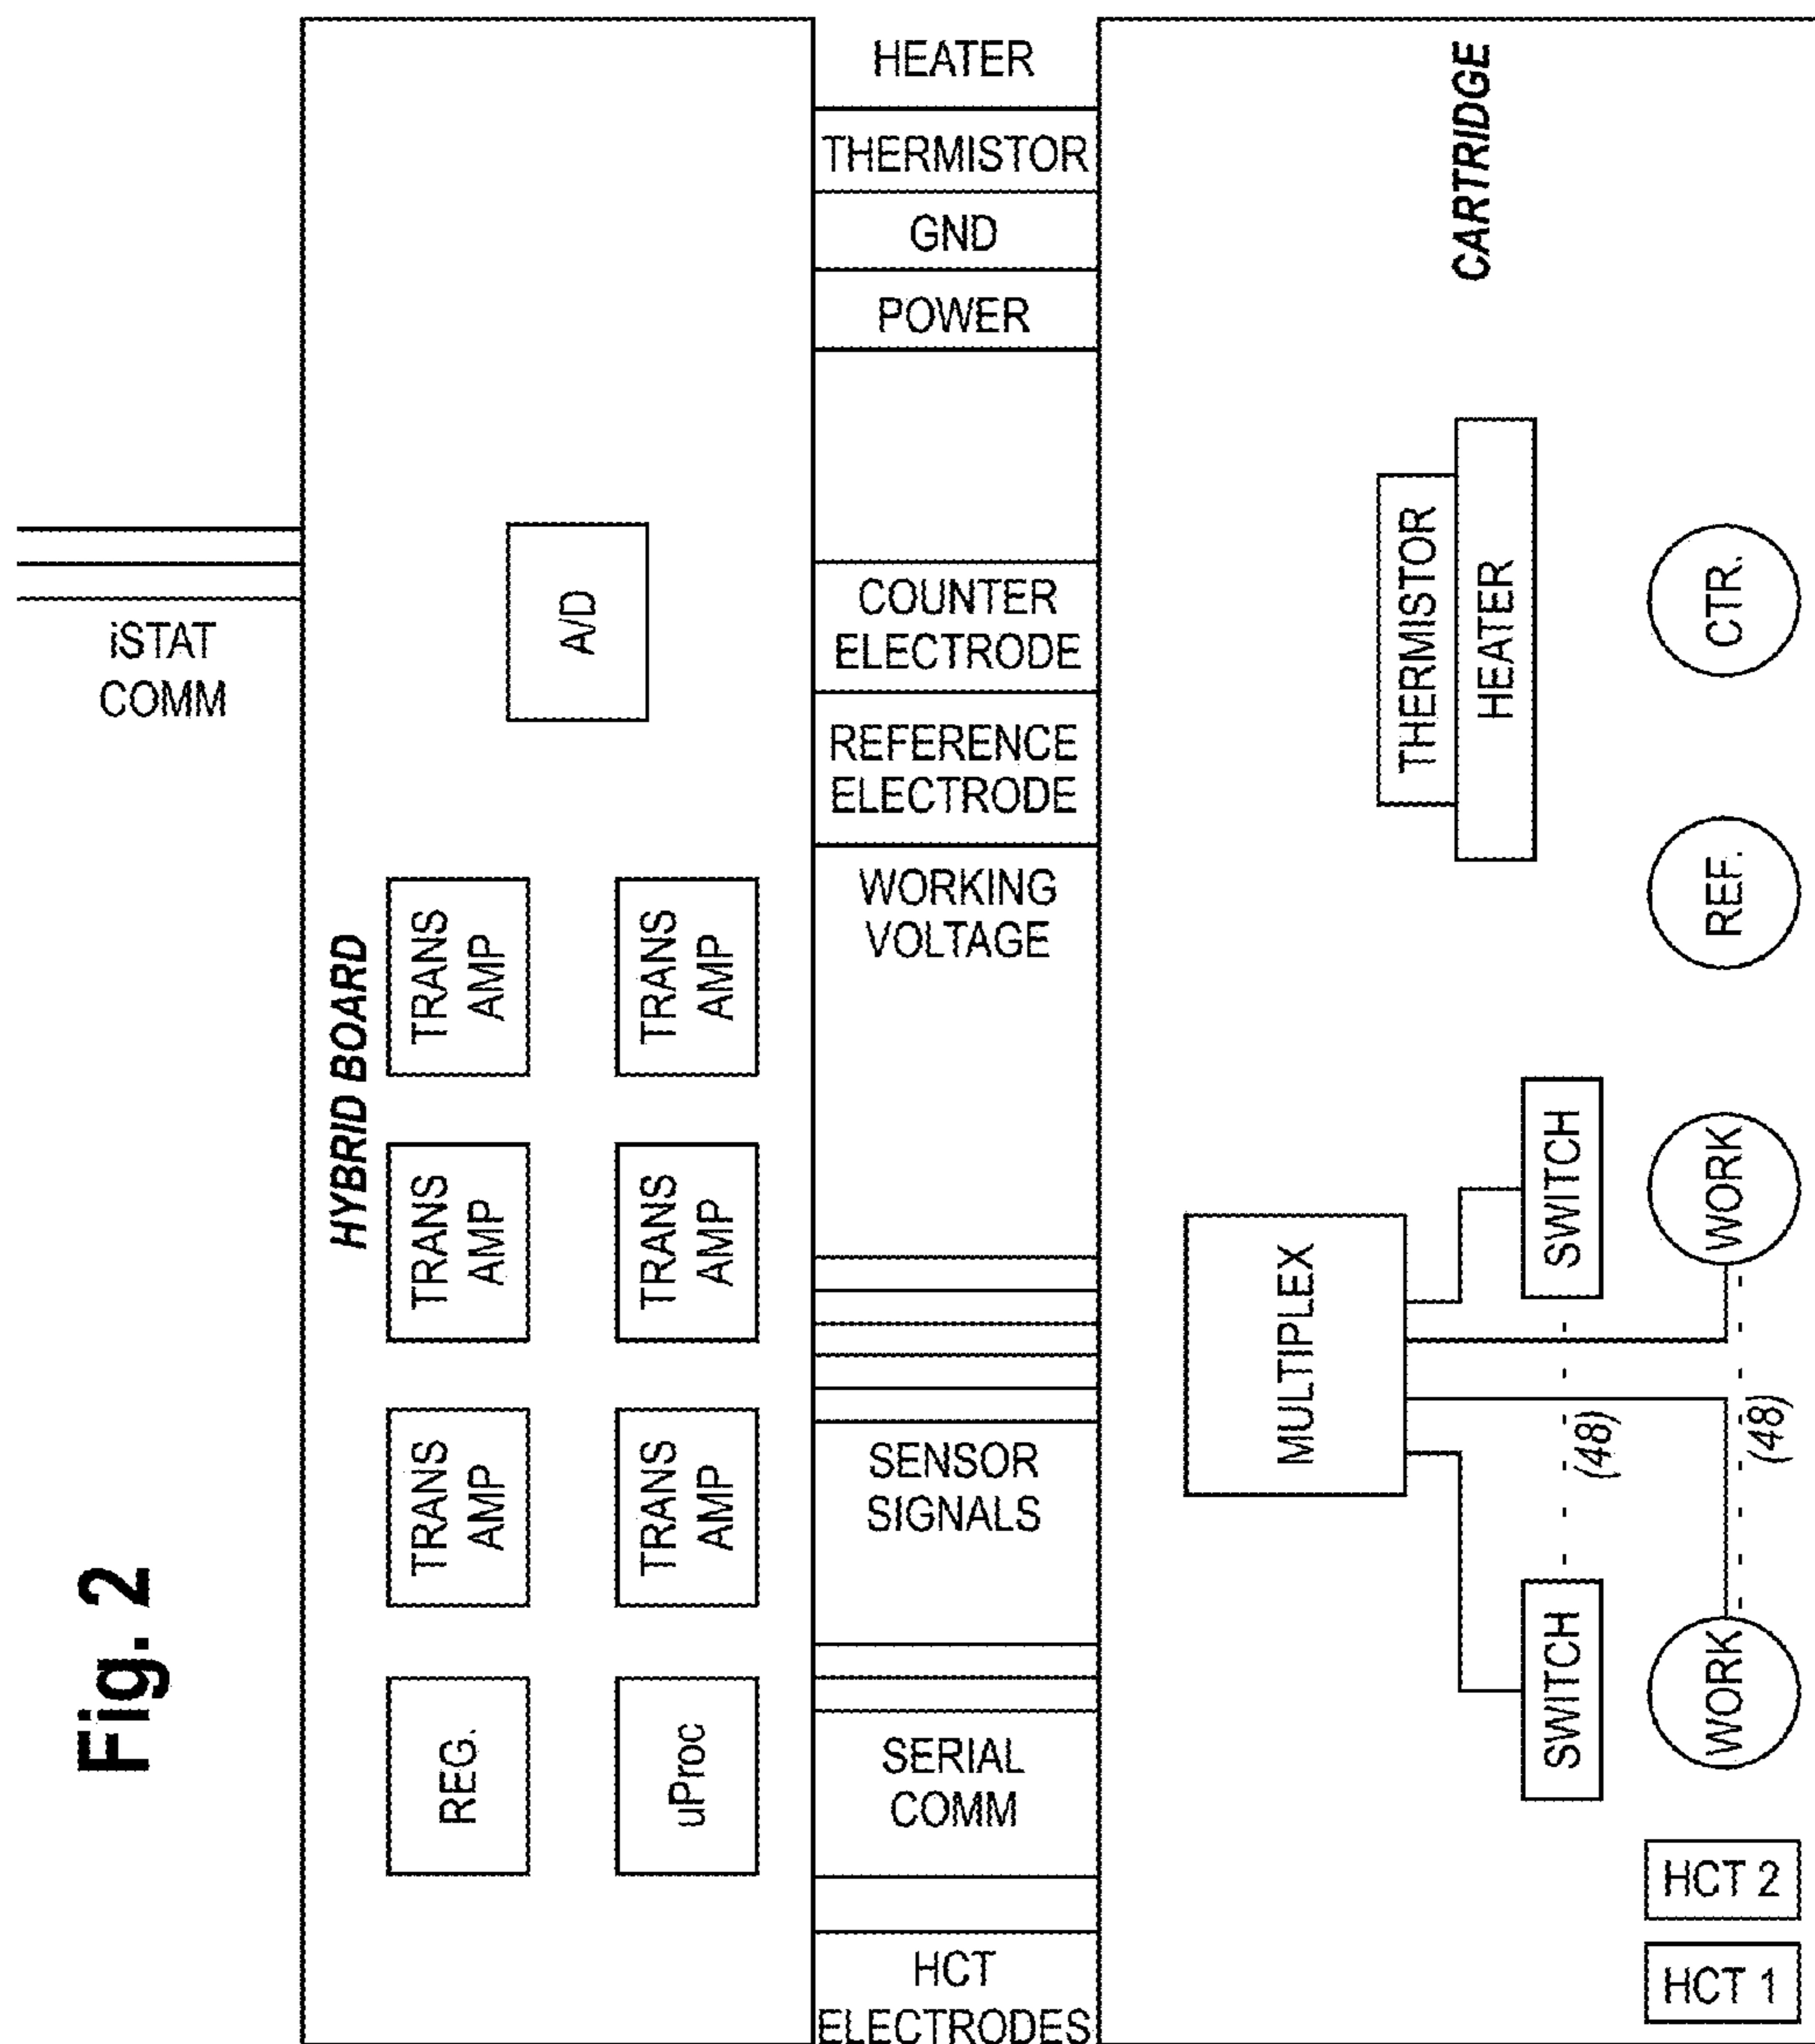 Fig. 2
iSTAT
COMM
HYBRID BOARD
REG.
TRANS
AMP
TRANS
AMP
TRANS
AMP
uProc
TRANS
AMP
TRANS
AMP
TRANS
AMP
A/D
HEATER
THERMISTOR
GND
POWER
COUNTER
ELECTRODE
REFERENCE
ELECTRODE
WORKING
VOLTAGE
SENSOR
SIGNALS
SERIAL
COMM
HCT
ELECTRODES
CARTRIDGE
MULTIPLEX
THERMISTOR
HEATER
SWITCH
(48)
SWITCH
HCT 1
HCT 2
WORK
(48)
WORK
REF.
CTR.